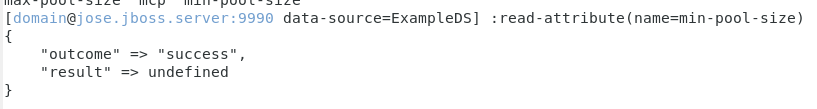 max-pool-size  mcp  min-pool-size
[domain@jose.jboss.server:9990 data-source=ExampleDS] :read-attribute(name=min-pool-size)
{
    "outcome" => "success",
    "result" => undefined
}